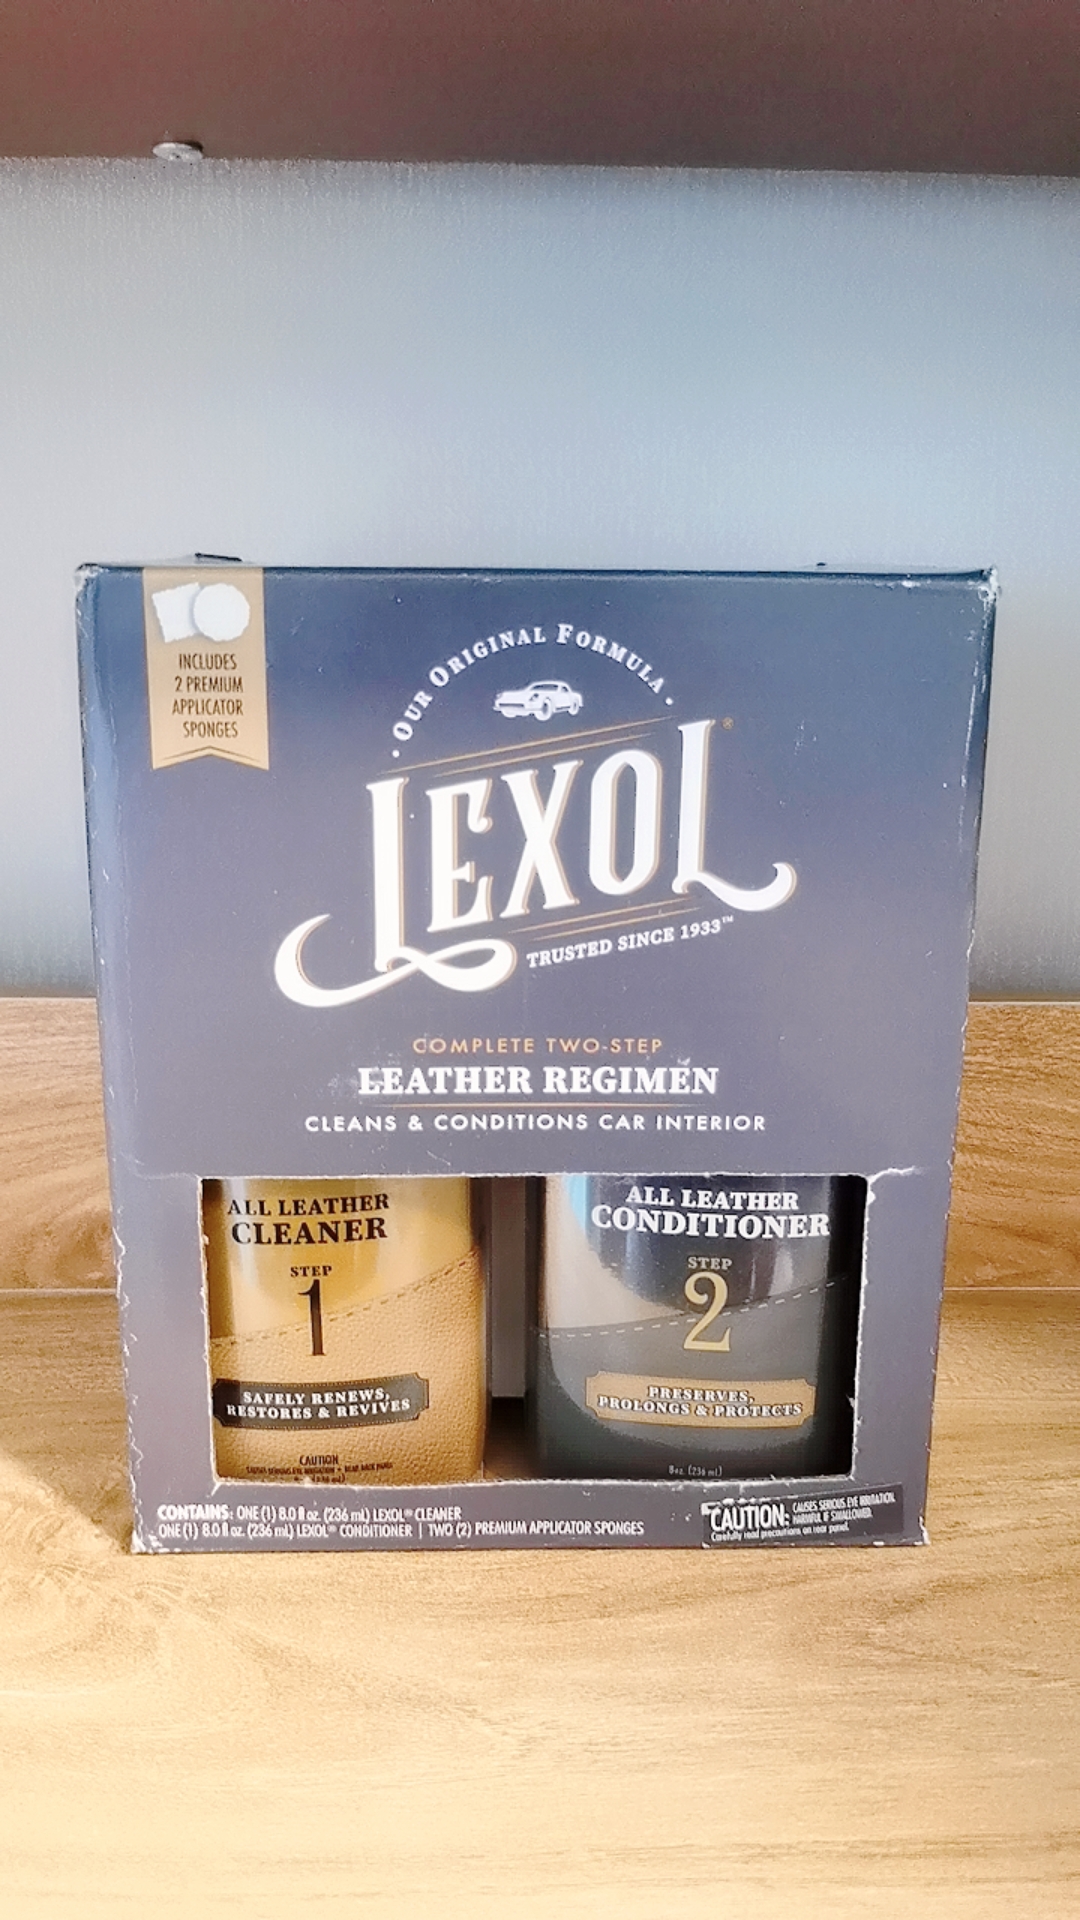 INCLUDES
2 PREMIUM
APPLICATOR
SPONGES
• OUR ORIGINAL FORMULA •
LEXOL®
TRUSTED SINCE 1933™
COMPLETE TWO-STEP
LEATHER REGIMEN
CLEANS & CONDITIONS CAR INTERIOR
ALL LEATHER
CLEANER
STEP
1
SAFELY RENEWS,
RESTORES & REVIVES
CAUTION
ALL LEATHER
CONDITIONER
STEP
2
PRESERVES,
PROLONGS & PROTECTS
8oz. (236 ml)
CONTAINS: ONE (1) 8.0 fl oz. (236 mL) LEXOL® CLEANER
ONE (1) 8.0 fl oz. (236 mL) LEXOL® CONDITIONER | TWO (2) PREMIUM APPLICATOR SPONGES
CAUTION: CAUSES SERIOUS EYE IRRITATION.
HARMFUL IF SWALLOWED.
Carefully read precautions on rear panel.